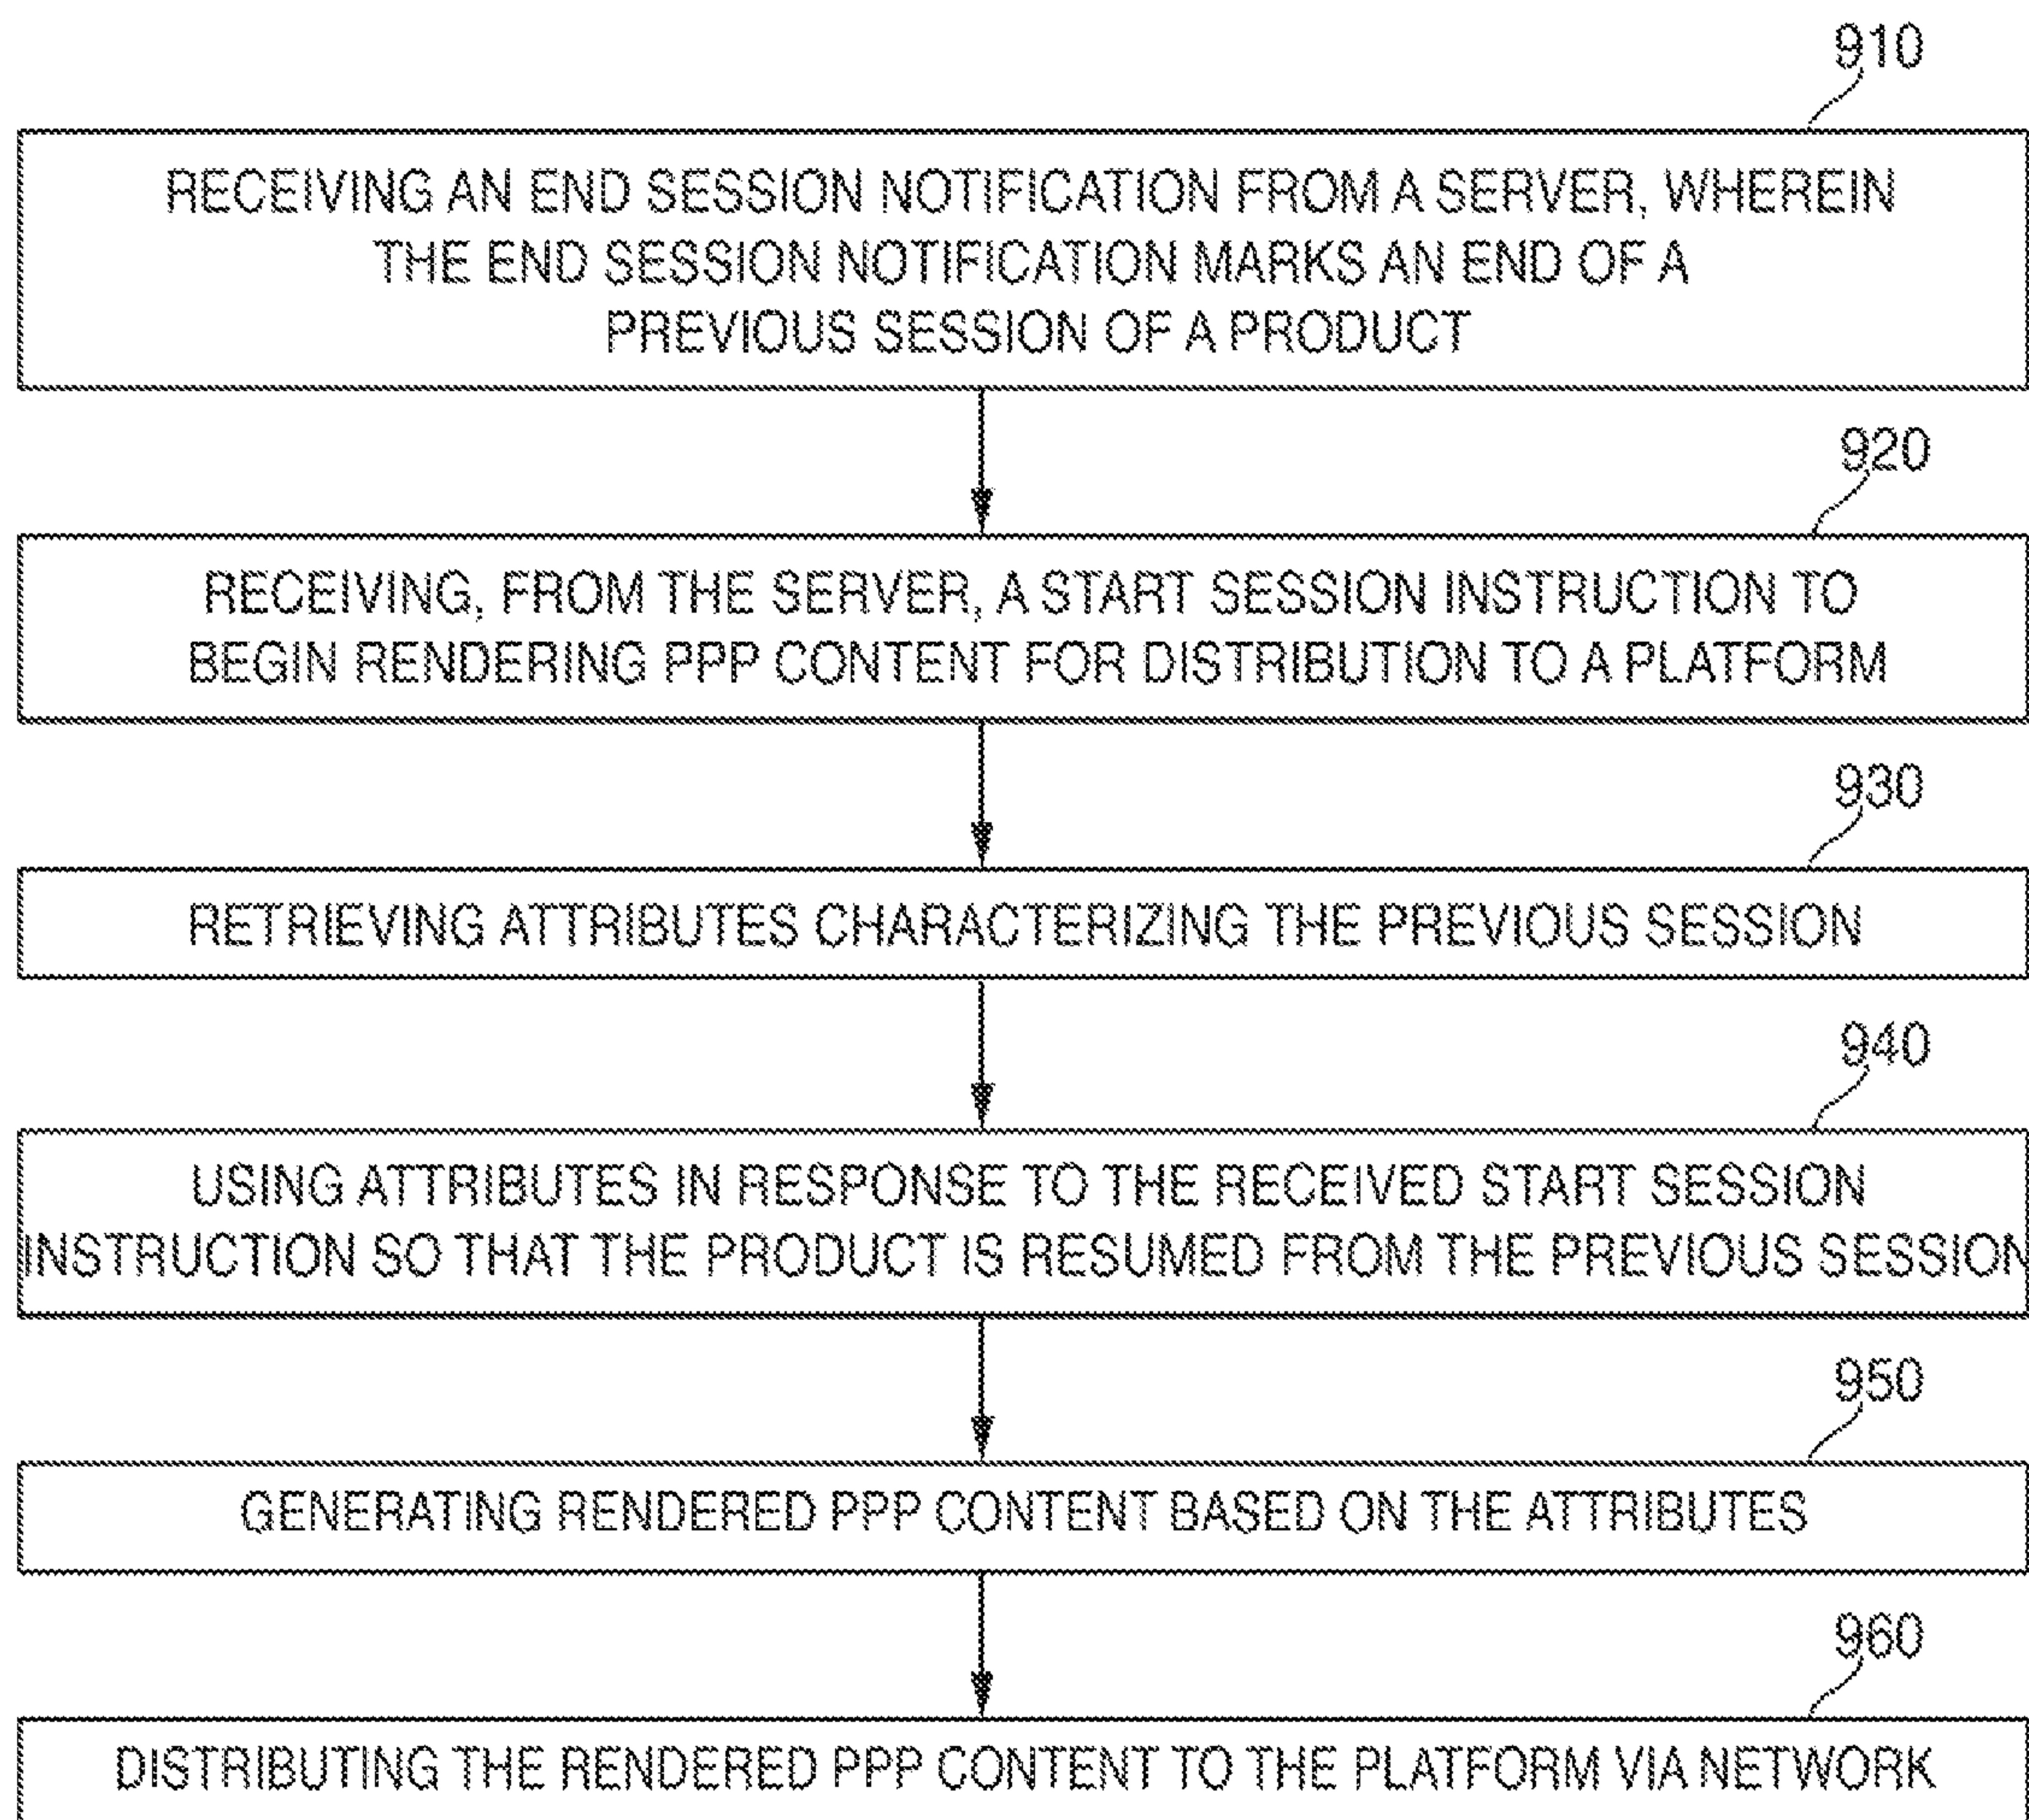 910
RECEIVING AN END SESSION NOTIFICATION FROM A SERVER, WHEREIN
THE END SESSION NOTIFICATION MARKS AN END OF A
PREVIOUS SESSION OF A PRODUCT
920
RECEIVING, FROM THE SERVER, A START SESSION INSTRUCTION TO
BEGIN RENDERING PPP CONTENT FOR DISTRIBUTION TO A PLATFORM
930
RETRIEVING ATTRIBUTES CHARACTERIZING THE PREVIOUS SESSION
940
USING ATTRIBUTES IN RESPONSE TO THE RECEIVED START SESSION
INSTRUCTION SO THAT THE PRODUCT IS RESUMED FROM THE PREVIOUS SESSION
950
GENERATING RENDERED PPP CONTENT BASED ON THE ATTRIBUTES
960
DISTRIBUTING THE RENDERED PPP CONTENT TO THE PLATFORM VIA NETWORK